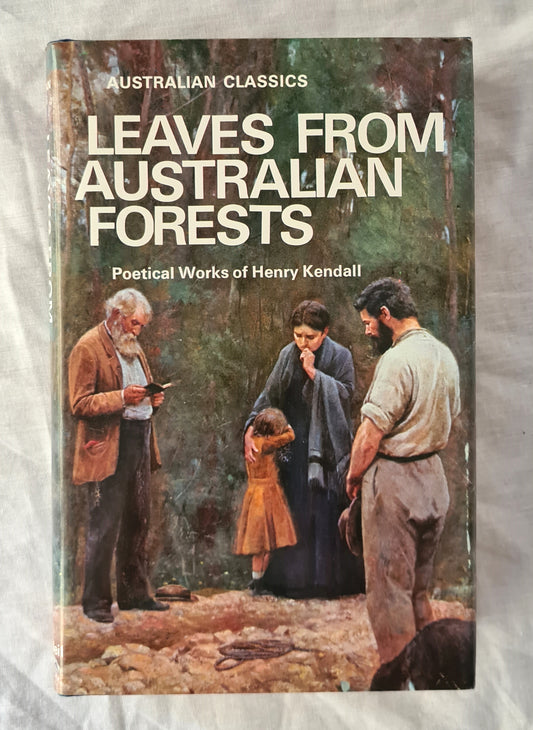 AUSTRALIAN CLASSICS
LEAVES FROM
AUSTRALIAN
FORESTS
Poetical Works of Henry Kendall